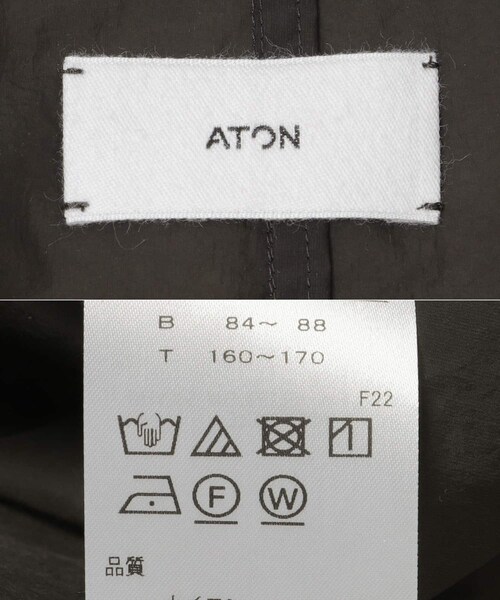 ATON
B 84～ 88
T 160～170
F22
F
W
品質